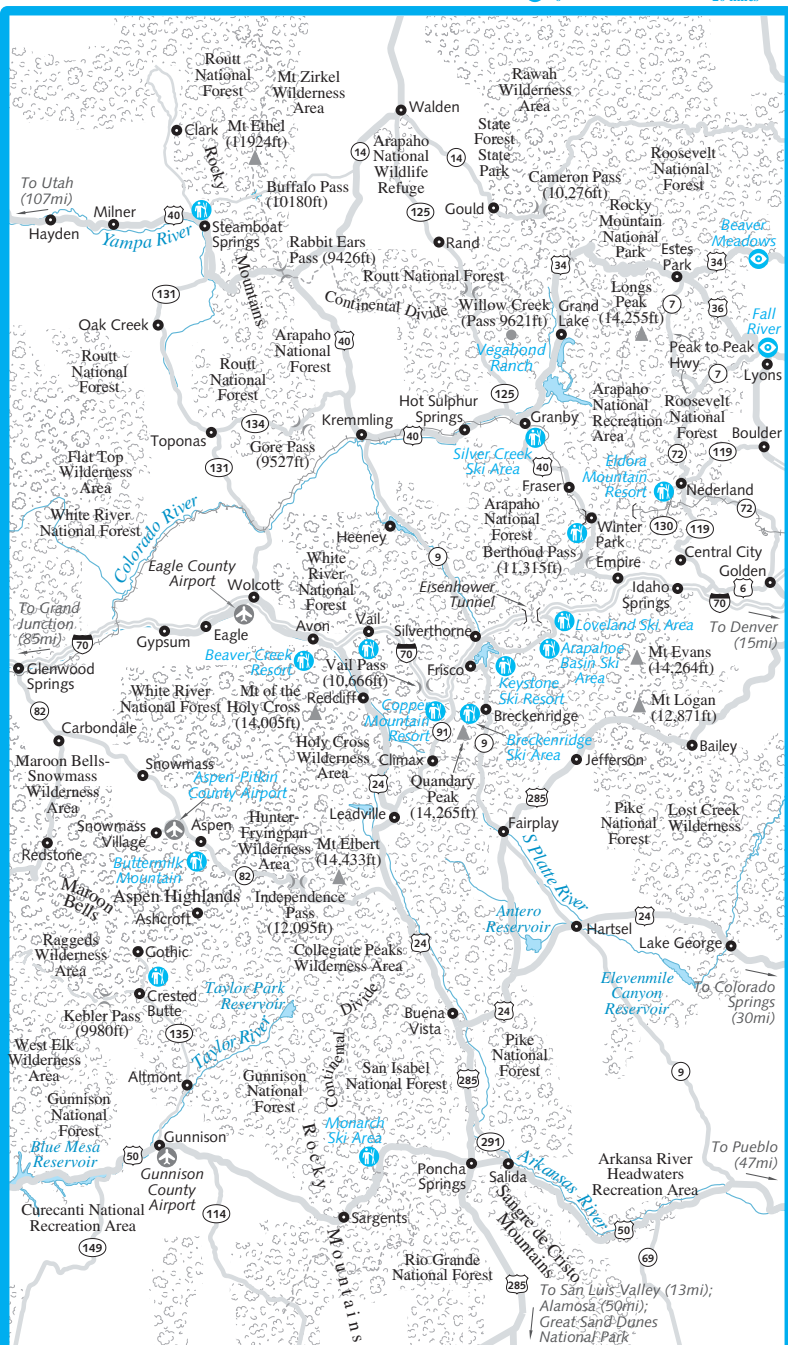 Routt
National
Forest
Mt Zirkel
Wilderness
Area
Rawah
Wilderness
Area
Walden
Clark
Mt Ethel
(11924ft)
State
Forest
State
Park
14
Arapaho
National
Wildlife
Refuge
14
Roosevelt
National
Forest
Rocky
Mountains
To Utah
(107mi)
Buffalo Pass
(10180ft)
Cameron Pass
(10,276ft)
Milner
40
Hayden
Yampa River
Steamboat
Springs
125
Gould
Rand
Rocky
Mountain
National
Park
Beaver
Meadows
Estes
Park
34
Rabbit Ears
Pass (9426ft)
Routt National Forest
34
131
Continental Divide
Willow Creek
(Pass 9621ft)
Grand
Lake
Longs
Peak
(14,255ft)
7
36
Fall
River
Oak Creek
Arapaho
National
Forest
40
Vegabond
Ranch
Peak to Peak
Hwy
7
Lyons
Routt
National
Forest
Routt
National
Forest
125
Arapaho
National
Recreation
Area
Roosevelt
National
Forest
Hot Sulphur
Springs
Granby
134
Kremmling
40
Toponas
Gore Pass
(9527ft)
131
Silver Creek
Ski Area
40
Boulder
72
119
Flat Top
Wilderness
Area
Eldora
Mountain
Resort
Nederland
Fraser
72
White River
National Forest
Colorado River
Heeney
Arapaho
National
Forest
Winter
Park
130
119
Berthoud Pass
(11,315ft)
9
Central City
Golden
Eagle County
Airport
White
River
National
Forest
Wolcott
Eisenhower
Tunnel
Empire
Idaho
Springs
6
70
To Grand
Junction
(85mi)
70
Gypsum
Eagle
Avon
Vail
Silverthorne
Loveland Ski Area
To Denver
(15mi)
Beaver Creek
Resort
70
Frisco
Arapahoe
Basin Ski
Area
Mt Evans
(14,264ft)
Glenwood
Springs
Vail Pass
(10,666ft)
Keystone
Ski Resort
White River
National Forest
Mt of the
Holy Cross
(14,005ft)
Redcliff
Mt Logan
(12,871ft)
82
Copper
Mountain
Resort
Breckenridge
Carbondale
91
9
Breckenridge
Ski Area
Bailey
Holy Cross
Wilderness
Area
Climax
Jefferson
Maroon Bells-
Snowmass
Wilderness
Area
Snowmass
Aspen-Pitkin
County Airport
24
Quandary
Peak
(14,265ft)
285
Snowmass
Village
Aspen
Hunter-
Fryingpan
Wilderness
Area
Leadville
Fairplay
Pike
National
Forest
Lost Creek
Wilderness
Redstone
Mt Elbert
(14,433ft)
Buttermilk
Mountain
82
S Platte River
Maroon
Bells
Aspen Highlands
Independence
Pass
(12,095ft)
Ashcroft
Antero
Reservoir
24
Hartsel
Raggeds
Wilderness
Area
Gothic
Collegiate Peaks
Wilderness Area
24
Lake George
Crested
Butte
Taylor Park
Reservoir
Elevenmile
Canyon
Reservoir
To Colorado
Springs
(30mi)
Kebler Pass
(9980ft)
135
Taylor River
Continental Divide
Buena
Vista
24
West Elk
Wilderness
Area
Pike
National
Forest
Altmont
Gunnison
National
Forest
San Isabel
National Forest
285
9
Gunnison
National
Forest
Rocky
Mountains
Monarch
Ski Area
Blue Mesa
Reservoir
50
Gunnison
291
Arkansas River
To Pueblo
(47mi)
Gunnison
County
Airport
Poncha
Springs
Salida
Arkansa River
Headwaters
Recreation Area
Curecanti National
Recreation Area
114
Sargents
Sangre de Cristo
Mountains
50
149
69
Rio Grande
National Forest
285
To San Luis Valley (13mi);
Alamosa (50mi);
Great Sand Dunes
National Park